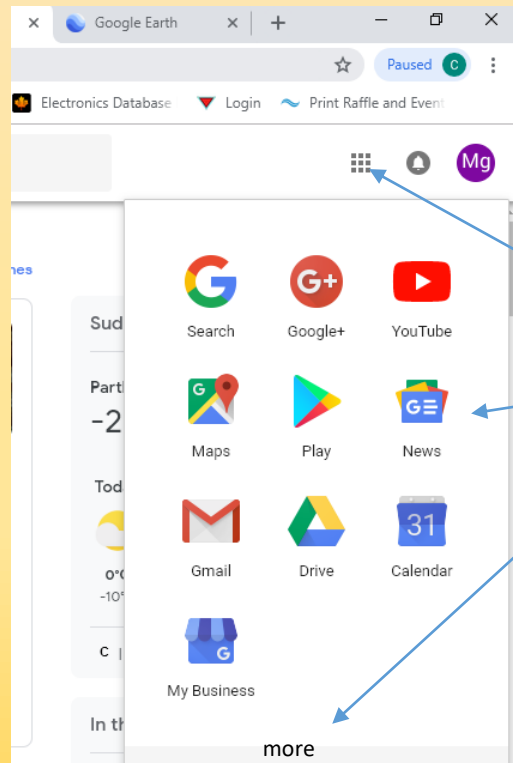 Google Earth
Paused C
Electronics Database Login Print Raffle and Event
Mg
nes
Search Google+ YouTube
Maps Play News
Gmail Drive Calendar
My Business
more
Sud
Parti
-2
Tod
0°
-10°
C |
In th
G
G+
G
G
31
G